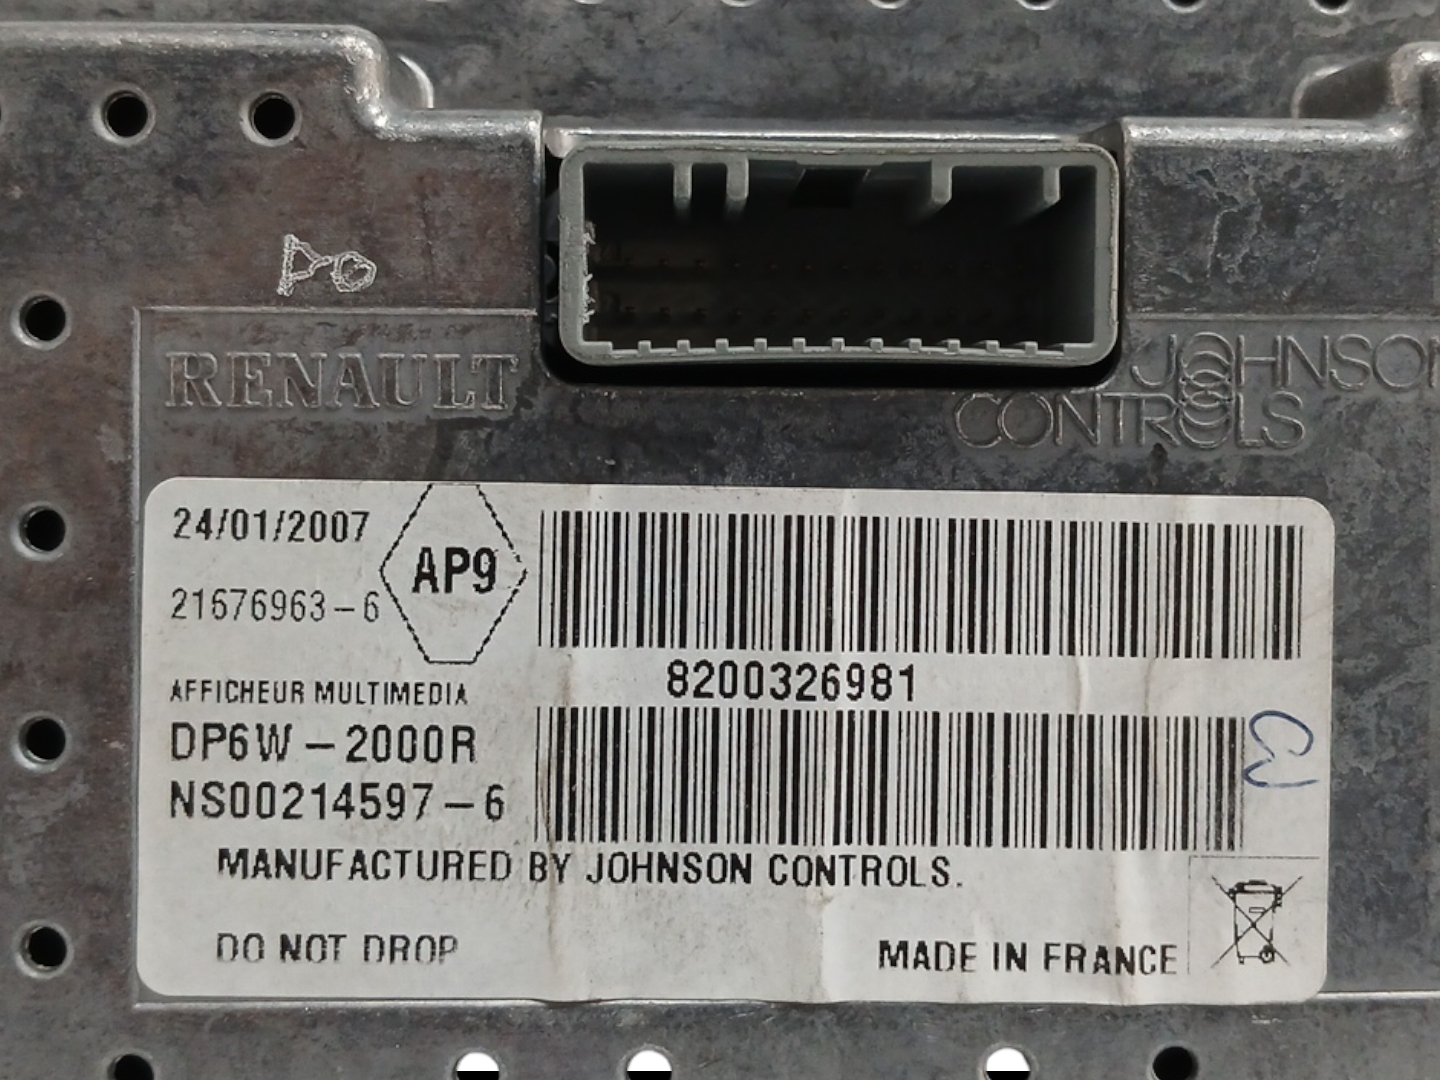 RENAULT
JOHNSON
CONTROLS
24/01/2007
AP9
21676963-6
8200326981
AFFICHEUR MULTIMEDIA
DP6W-2000R
NS00214597-6
MANUFACTURED BY JOHNSON CONTROLS.
DO NOT DROP
MADE IN FRANCE